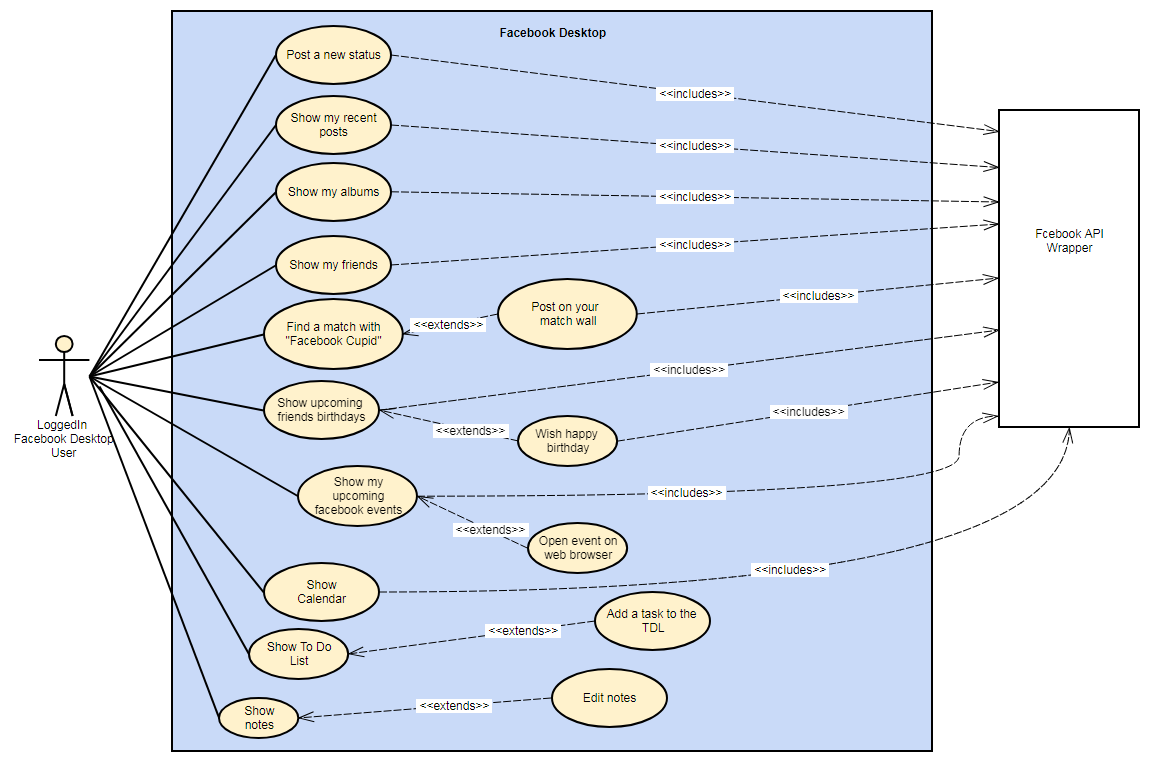 Facebook Desktop
Post a new status
<<includes>>
Show my recent
posts
<<includes>>
Show my albums
<<includes>>
Fcebook API
Wrapper
Show my friends
<<includes>>
Find a match with
"Facebook Cupid"
<<extends>>
Post on your
match wall
<<includes>>
Show upcoming
friends birthdays
<<includes>>
<<extends>>
Wish happy
birthday
<<includes>>
LoggedIn
Facebook Desktop
User
Show my
upcoming
facebook events
<<includes>>
<<extends>>
Open event on
web browser
Show
Calendar
<<includes>>
Show To Do
List
<<extends>>
Add a task to the
TDL
Show
notes
<<extends>>
Edit notes